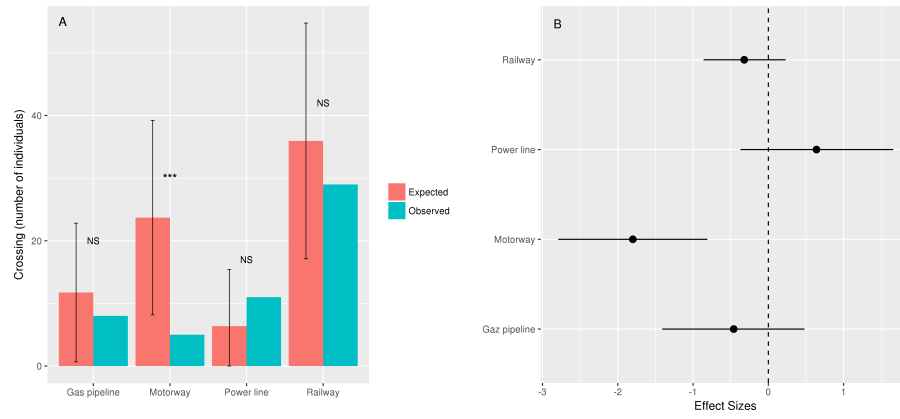 A
Crossing (number of individuals)
40
20
0
NS
***
NS
NS
Gas pipeline
Motorway
Power line
Railway
Expected
Observed
B
Railway
Power line
Motorway
Gaz pipeline
-3
-2
-1
0
1
Effect Sizes